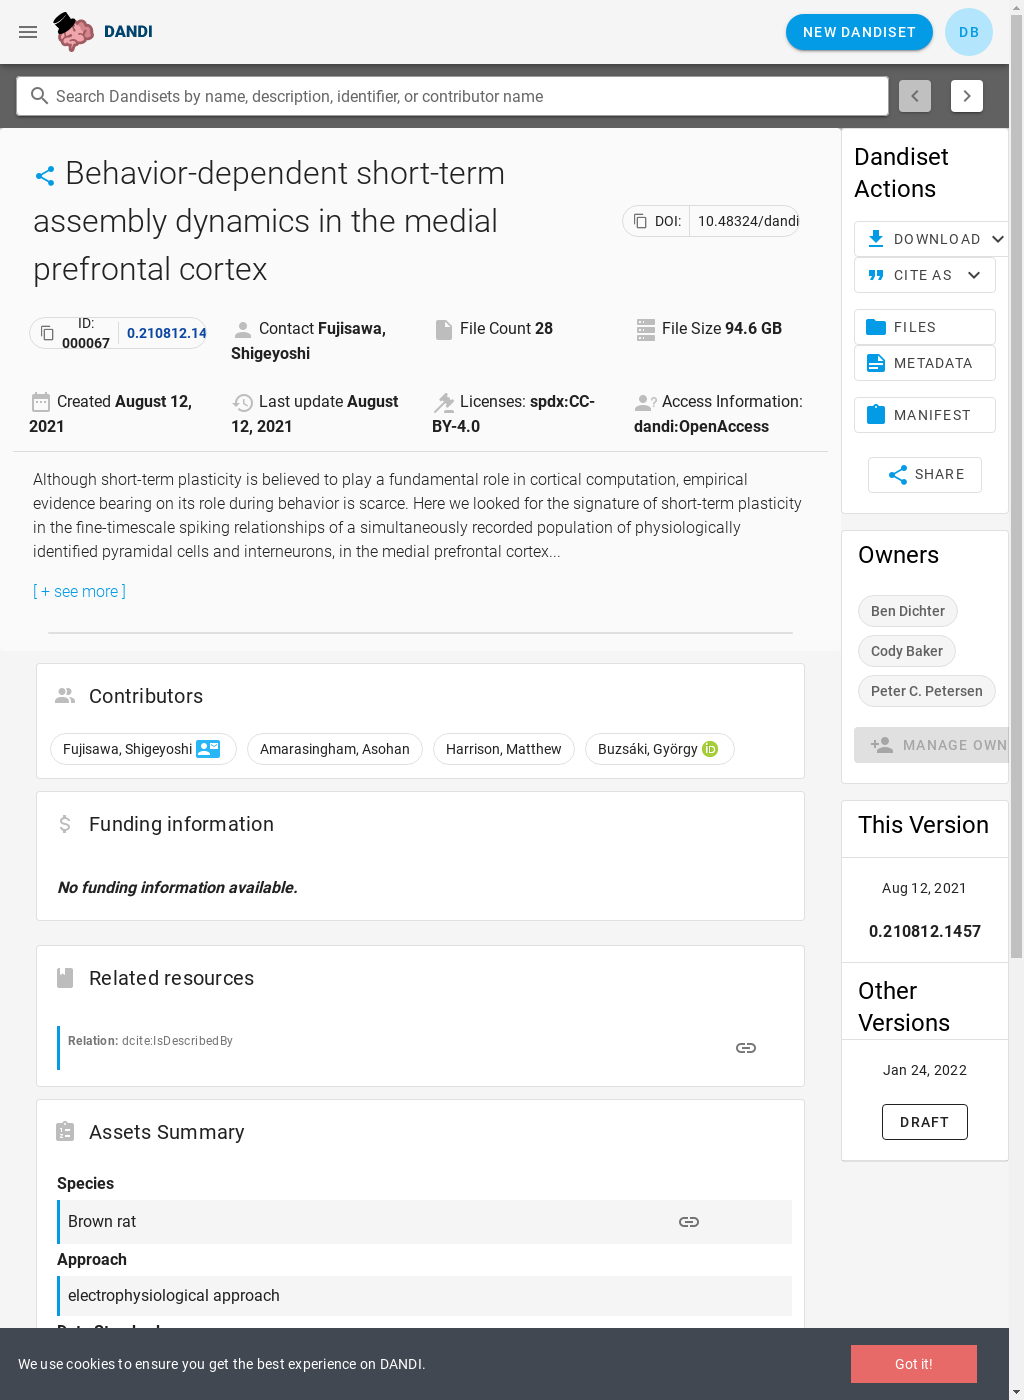 DANDI
NEW DANDISET
DB
Search Dandisets by name, description, identifier, or contributor name
Behavior-dependent short-term
assembly dynamics in the medial
prefrontal cortex
DOI:
10.48324/dandi
ID:
000067
0.210812.14
Contact Fujisawa,
Shigeyoshi
File Count 28
File Size 94.6 GB
Created August 12,
2021
Last update August
12, 2021
Licenses: spdx:CC-
BY-4.0
Access Information:
dandi:OpenAccess
Although short-term plasticity is believed to play a fundamental role in cortical computation, empirical
evidence bearing on its role during behavior is scarce. Here we looked for the signature of short-term plasticity
in the fine-timescale spiking relationships of a simultaneously recorded population of physiologically
identified pyramidal cells and interneurons, in the medial prefrontal cortex...
[ + see more ]
Contributors
Fujisawa, Shigeyoshi
Amarasingham, Asohan
Harrison, Matthew
Buzsáki, György
iD
Funding information
No funding information available.
Related resources
Relation: dcite:IsDescribedBy
Assets Summary
Species
Brown rat
Approach
electrophysiological approach
Dandiset
Actions
DOWNLOAD
CITE AS
FILES
METADATA
MANIFEST
SHARE
Owners
Ben Dichter
Cody Baker
Peter C. Petersen
MANAGE OWN
This Version
Aug 12, 2021
0.210812.1457
Other
Versions
Jan 24, 2022
DRAFT
We use cookies to ensure you get the best experience on DANDI.
Got it!